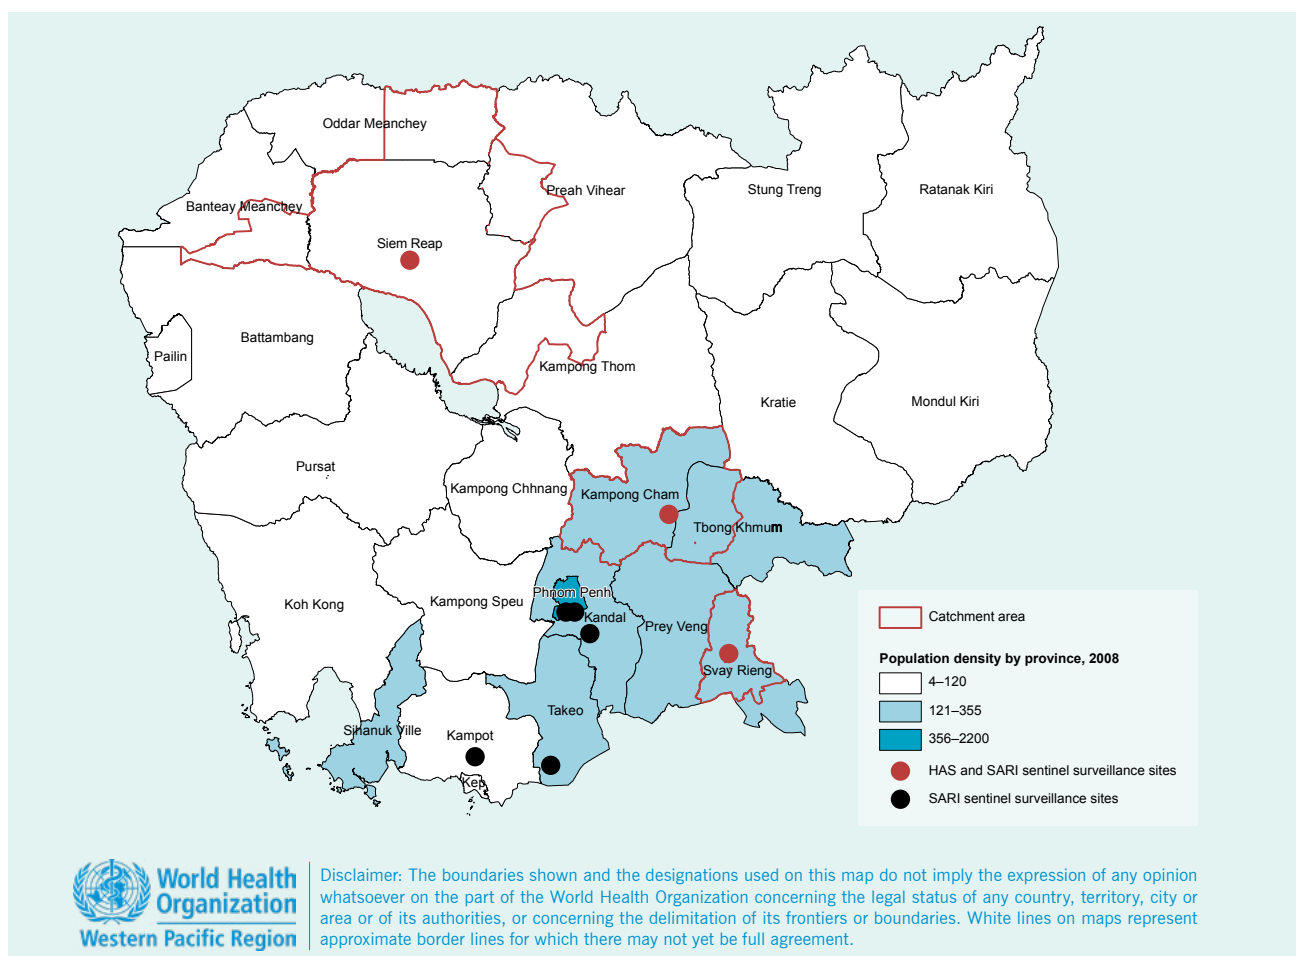 Oddar Meanchey
Banteay Meanchey
Preah Vihear
Stung Treng
Ratanak Kiri
Siem Reap
Battambang
Pailin
Kampong Thom
Kratie
Mondul Kiri
Pursat
Kampong Chhnang
Kampong Cham
Tbong Khmum
Koh Kong
Kampong Speu
Phnom Penh
Kandal
Prey Veng
Svay Rieng
Takeo
Sihanuk Ville
Kampot
Kep
Catchment area
Population density by province, 2008
4–120
121–355
356–2200
HAS and SARI sentinel surveillance sites
SARI sentinel surveillance sites
World Health
Organization
Western Pacific Region
Disclaimer: The boundaries shown and the designations used on this map do not imply the expression of any opinion
whatsoever on the part of the World Health Organization concerning the legal status of any country, territory, city or
area or of its authorities, or concerning the delimitation of its frontiers or boundaries. White lines on maps represent
approximate border lines for which there may not yet be full agreement.